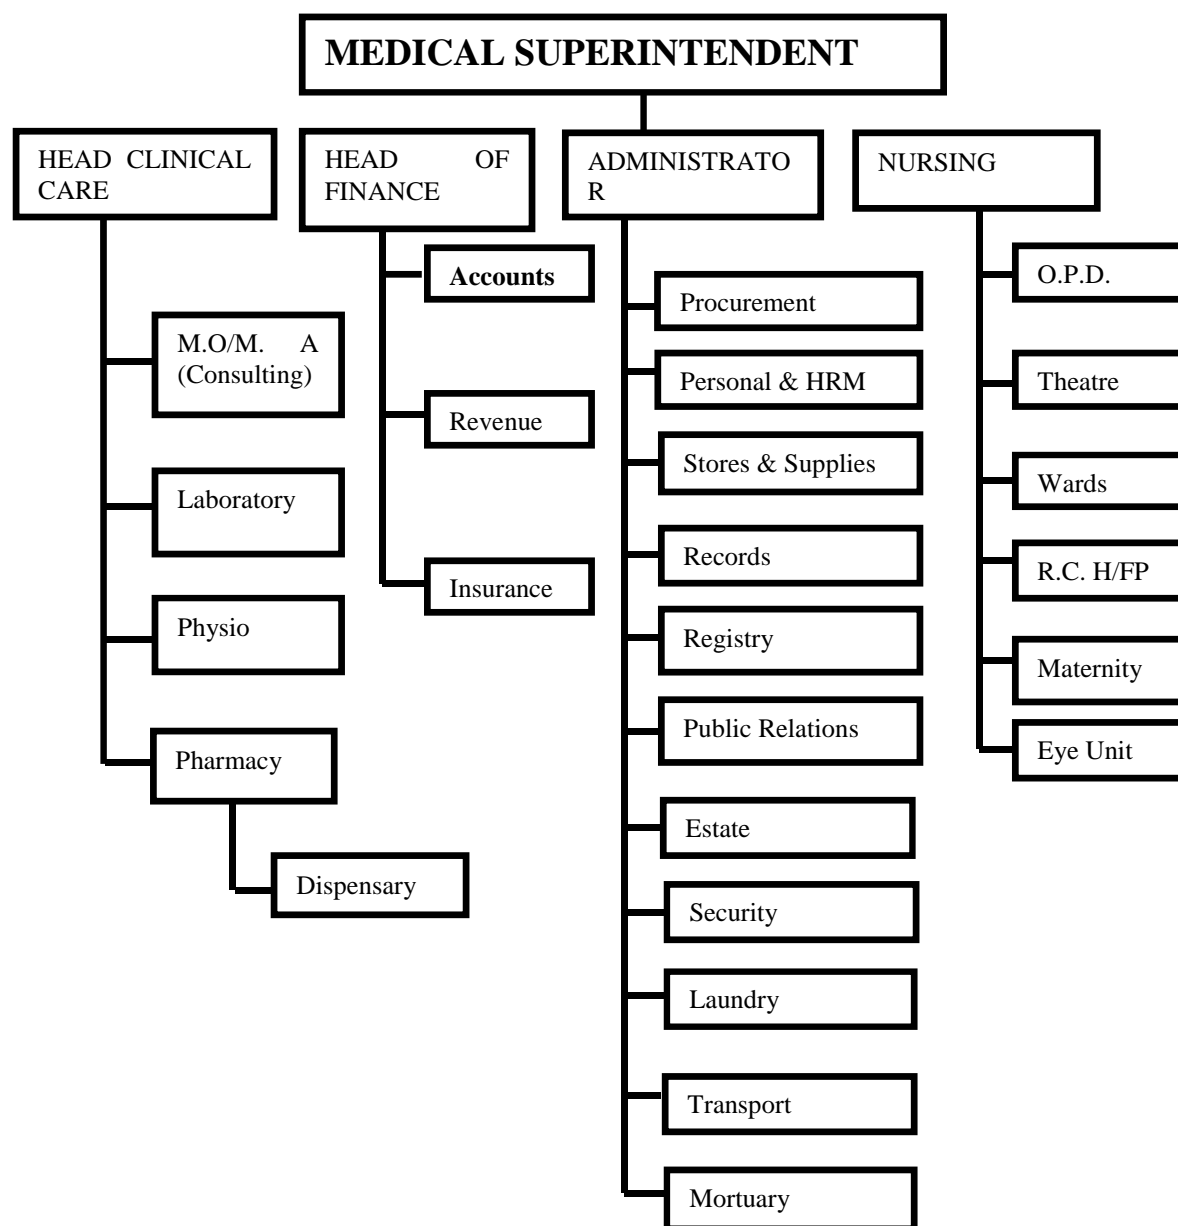 MEDICAL SUPERINTENDENT
HEAD CLINICAL
CARE
HEAD OF
FINANCE
ADMINISTRATO
R
NURSING
M.O/M. A
(Consulting)
Laboratory
Physio
Pharmacy
Dispensary
Accounts
Revenue
Insurance
Procurement
Personal & HRM
Stores & Supplies
Records
Registry
Public Relations
Estate
Security
Laundry
Transport
Mortuary
O.P.D.
Theatre
Wards
R.C. H/FP
Maternity
Eye Unit